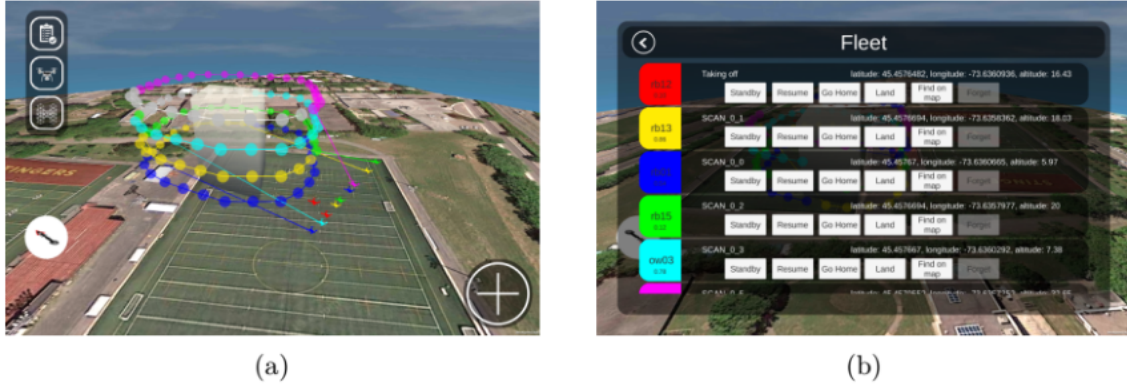 Fleet
rb12
Taking off
latitude: 45.4576482, longitude: -73.6360936, altitude: 16.43
Standby Resume Go Home Land Find on map Forget
rb13
0.86
SCAN_0_1
latitude: 45.4576694, longitude: -73.6358362, altitude: 18.03
Standby Resume Go Home Land Find on map Forget
SCAN_0_0
latitude: 45.45767, longitude: -73.6360665, altitude: 5.97
Standby Resume Go Home Land Find on map Forget
rb15
SCAN_0_2
latitude: 45.4576694, longitude: -73.6357977, altitude: 20
Standby Resume Go Home Land Find on map Forget
ow03
0.78
SCAN_0_3
latitude: 45.457667, longitude: -73.6360292, altitude: 7.38
Standby Resume Go Home Land Find on map Forget
(a)
(b)